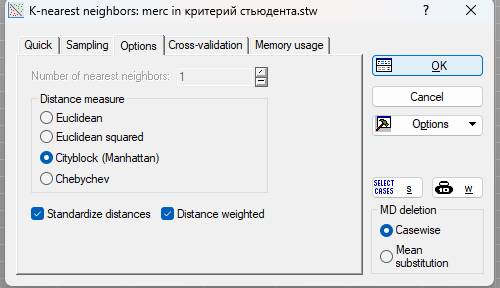 K-nearest neighbors: merc in критерий стьюдента.stw
?
Quick
Sampling
Options
Cross-validation
Memory usage
Number of nearest neighbors:
1
Distance measure
Euclidean
Euclidean squared
Cityblock (Manhattan)
Chebychev
Standardize distances
Distance weighted
OK
Cancel
Options
SELECT
CASES
s
w
MD deletion
Casewise
Mean
substitution